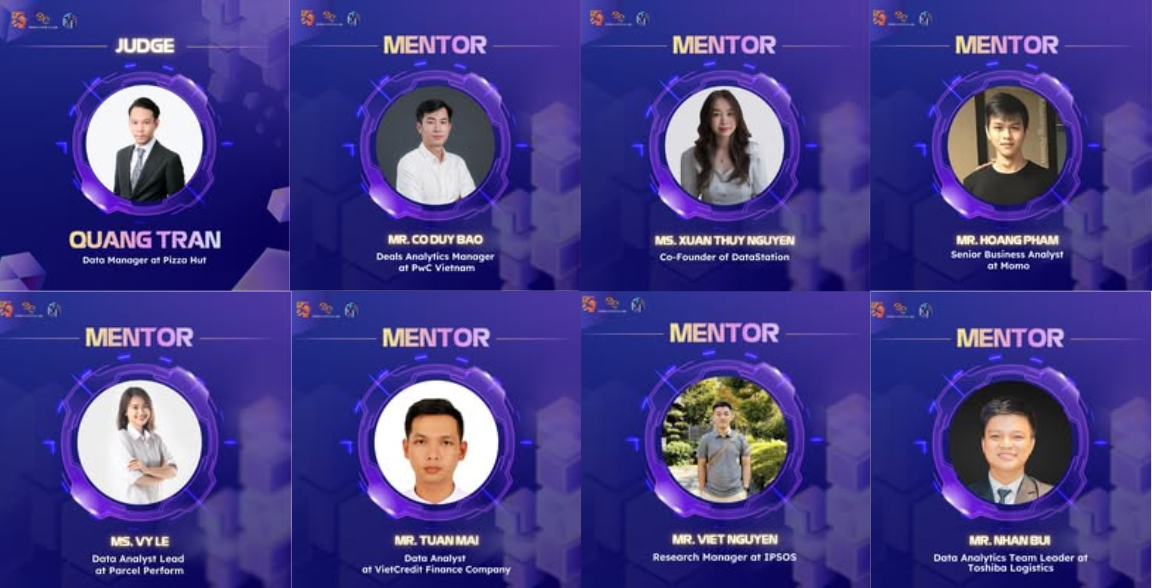 JUDGE
QUANG TRAN
Data Manager at Pizza Hut
MENTOR
MR. CO DUY BAO
Deals Analytics Manager
at PwC Vietnam
MENTOR
MS. XUAN THUY NGUYEN
Co-Founder of DataStation
MENTOR
MR. HOANG PHAM
Senior Business Analyst
at Momo
MENTOR
MS. VY LE
Data Analyst Lead
at Parcel Perform
MENTOR
MR. TUAN MAI
Data Analyst
at VietCredit Finance Company
MENTOR
MR. VIET NGUYEN
Research Manager at IPSOS
MENTOR
MR. NHAN BUI
Data Analytics Team Leader at
Toshiba Logistics